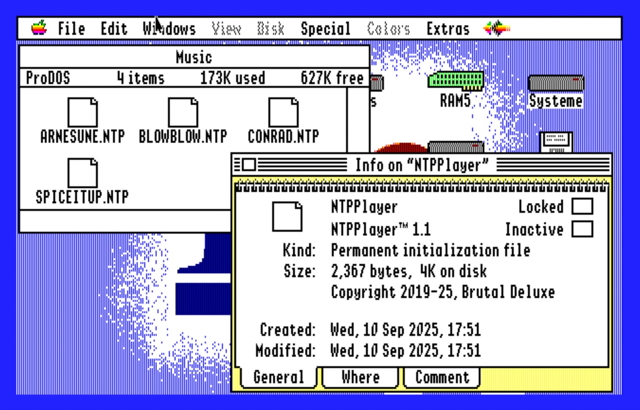 File Edit Windows View Disk Special Colors Extras
Music
ProDOS 4 items 173K used 627K free
ARNESUNE.NTP BLOWBLOW.NTP CONRAD.NTP
SPICEITUP.NTP
s RAM5 Systeme
Info on “NTPPlayer”
NTPPlayer Locked
NTPPlayer™ 1.1 Inactive
Kind: Permanent initialization file
Size: 2,367 bytes, 4K on disk
Copyright 2019-25, Brutal Deluxe
Created: Wed, 10 Sep 2025, 17:51
Modified: Wed, 10 Sep 2025, 17:51
General Where Comment